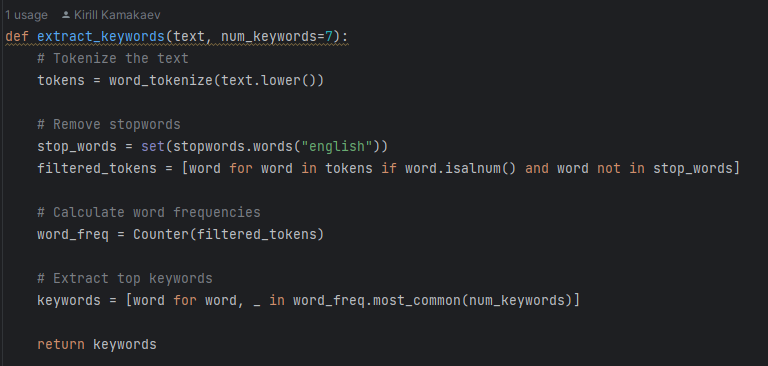 1 usage Kirill Kamakaev
def extract_keywords(text, num_keywords=7):
    # Tokenize the text
    tokens = word_tokenize(text.lower())

    # Remove stopwords
    stop_words = set(stopwords.words("english"))
    filtered_tokens = [word for word in tokens if word.isalnum() and word not in stop_words]

    # Calculate word frequencies
    word_freq = Counter(filtered_tokens)

    # Extract top keywords
    keywords = [word for word, _ in word_freq.most_common(num_keywords)]

    return keywords